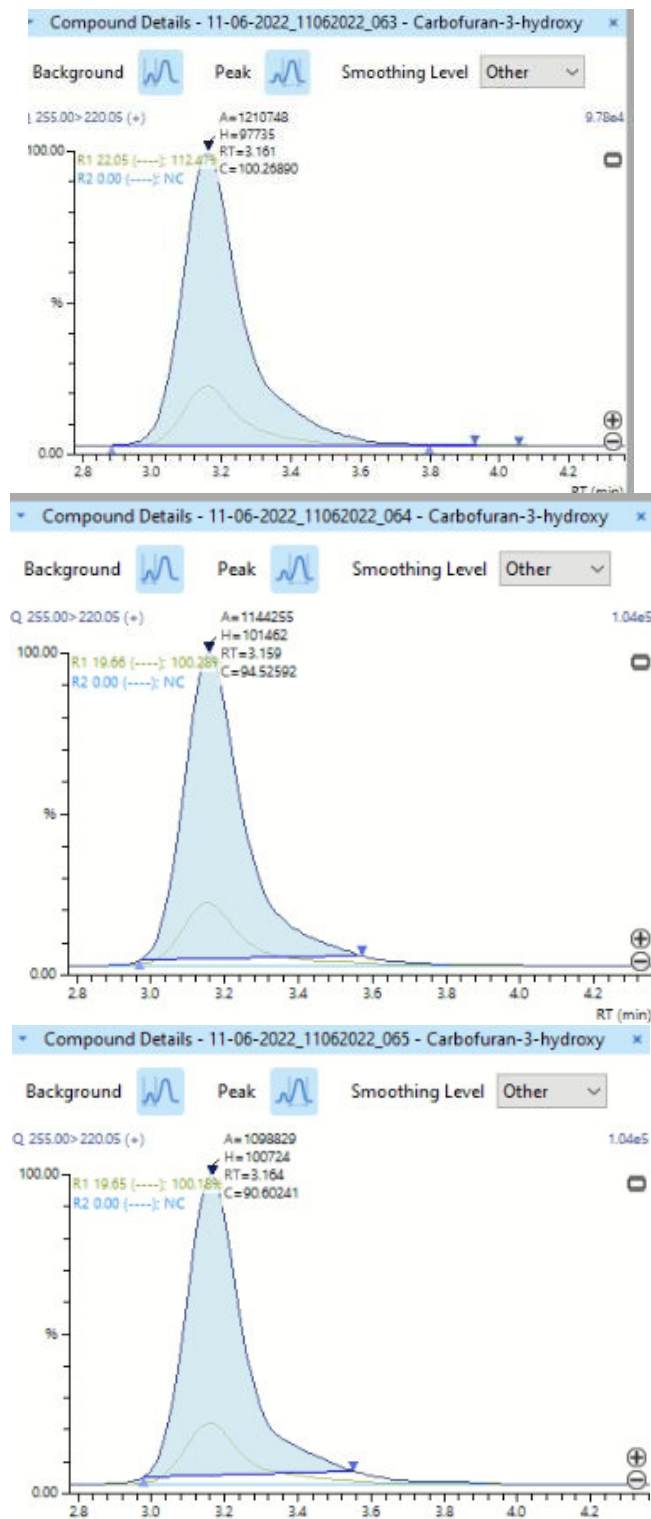 Compound Details - 11-06-2022_11062022_063 - Carbofuran-3-hydroxy ×
Background Peak Smoothing Level Other
255.00>220.05 (+) A=1210748 9.78e4
H=97735
100.00 R1 22.05 (----); 112.47% RT=3.161
R2 0.00 (----); NC C=100.26890
%
0.00
2.8 3.0 3.2 3.4 3.6 3.8 4.0 4.2
RT (min)
Compound Details - 11-06-2022_11062022_064 - Carbofuran-3-hydroxy ×
Background Peak Smoothing Level Other
Q 255.00>220.05 (+) A=1144255 1.04e5
H=101462
100.00 R1 19.66 (----); 100.28% RT=3.159
R2 0.00 (----); NC C=94.52592
%
0.00
2.8 3.0 3.2 3.4 3.6 3.8 4.0 4.2
RT (min)
Compound Details - 11-06-2022_11062022_065 - Carbofuran-3-hydroxy ×
Background Peak Smoothing Level Other
Q 255.00>220.05 (+) A=1098829 1.04e5
H=100724
100.00 R1 19.65 (----); 100.18% RT=3.164
R2 0.00 (----); NC C=90.60241
%
0.00
2.8 3.0 3.2 3.4 3.6 3.8 4.0 4.2